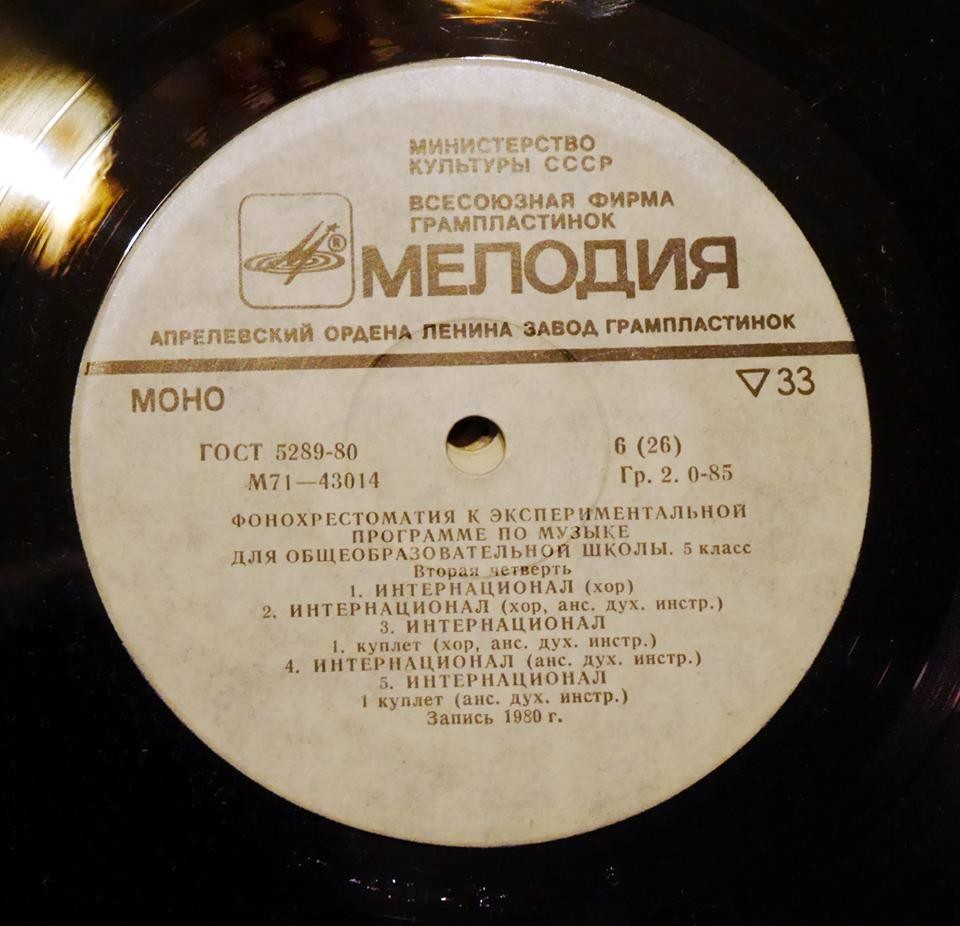 МИНИСТЕРСТВО
КУЛЬТУРЫ СССР
ВСЕСОЮЗНАЯ ФИРМА
ГРАМПЛАСТИНОК
®
МЕЛОДИЯ
АПРЕЛЕВСКИЙ ОРДЕНА ЛЕНИНА ЗАВОД ГРАМПЛАСТИНОК
МОНО
▽33
ГОСТ 5289-80
6 (26)
М71—43014
Гр. 2. 0-85
ФОНОХРЕСТОМАТИЯ К ЭКСПЕРИМЕНТАЛЬНОЙ
ПРОГРАММЕ ПО МУЗЫКЕ
ДЛЯ ОБЩЕОБРАЗОВАТЕЛЬНОЙ ШКОЛЫ. 5 класс
Вторая четверть
1. ИНТЕРНАЦИОНАЛ (хор)
2. ИНТЕРНАЦИОНАЛ (хор, анс. дух. инстр.)
3. ИНТЕРНАЦИОНАЛ
1. куплет (хор, анс. дух. инстр.)
4. ИНТЕРНАЦИОНАЛ (анс. дух. инстр.)
5. ИНТЕРНАЦИОНАЛ
1 куплет (анс. дух. инстр.)
Запись 1980 г.